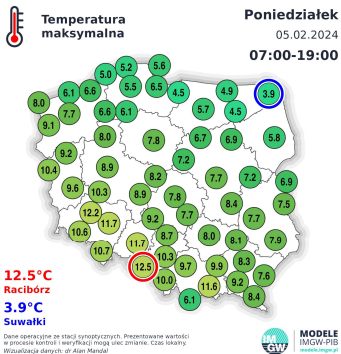 Temperatura
maksymalna
Poniedziałek
05.02.2024
07:00-19:00
5.0 5.2 5.6
6.1 6.6 5.5 6.5 4.5 4.9 3.9
8.0 7.7 6.6 6.1 5.7 4.5
9.1 8.0 7.8 6.7 6.9 5.8
9.2 7.2
10.4 8.9 8.2 7.7 7.2 6.9
9.6 10.3 8.9 7.8 8.4 7.5
12.2 11.7 9.2 7.7 7.7
10.6 8.7 8.0 8.1 7.9
10.7 11.7 10.3
12.5 9.7 9.9 8.3
10.0 9.2 7.6
6.1 11.6 8.4
12.5°C
Racibórz
3.9°C
Suwałki
Dane operacyjne ze stacji synoptycznych. Prezentowane wartości
w procesie kontroli i weryfikacji mogą ulec zmianie. Czas lokalny.
Wizualizacja danych: dr Alan Mandal
IM
GW
MODELE
IMGW-PIB
modele.imgw.pl